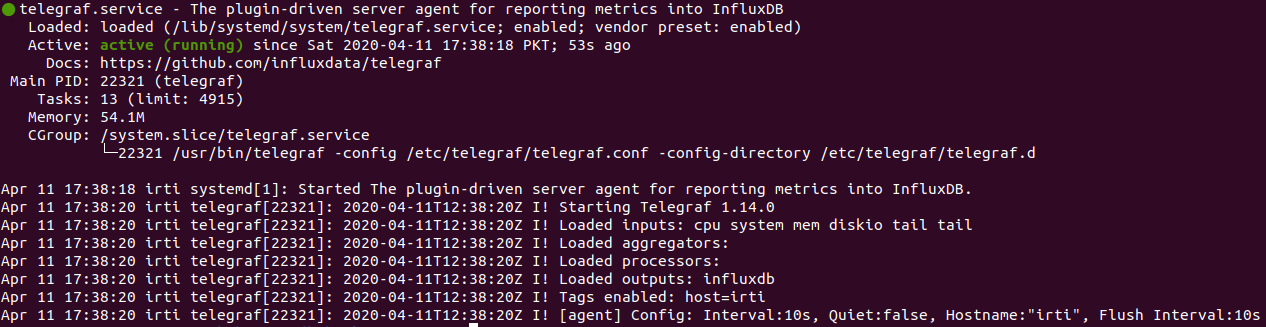 ● telegraf.service - The plugin-driven server agent for reporting metrics into InfluxDB
   Loaded: loaded (/lib/systemd/system/telegraf.service; enabled; vendor preset: enabled)
   Active: active (running) since Sat 2020-04-11 17:38:18 PKT; 53s ago
     Docs: https://github.com/influxdata/telegraf
 Main PID: 22321 (telegraf)
    Tasks: 13 (limit: 4915)
   Memory: 54.1M
   CGroup: /system.slice/telegraf.service
           └─22321 /usr/bin/telegraf -config /etc/telegraf/telegraf.conf -config-directory /etc/telegraf/telegraf.d
Apr 11 17:38:18 irti systemd[1]: Started The plugin-driven server agent for reporting metrics into InfluxDB.
Apr 11 17:38:20 irti telegraf[22321]: 2020-04-11T12:38:20Z I! Starting Telegraf 1.14.0
Apr 11 17:38:20 irti telegraf[22321]: 2020-04-11T12:38:20Z I! Loaded inputs: cpu system mem diskio tail tail
Apr 11 17:38:20 irti telegraf[22321]: 2020-04-11T12:38:20Z I! Loaded aggregators:
Apr 11 17:38:20 irti telegraf[22321]: 2020-04-11T12:38:20Z I! Loaded processors:
Apr 11 17:38:20 irti telegraf[22321]: 2020-04-11T12:38:20Z I! Loaded outputs: influxdb
Apr 11 17:38:20 irti telegraf[22321]: 2020-04-11T12:38:20Z I! Tags enabled: host=irti
Apr 11 17:38:20 irti telegraf[22321]: 2020-04-11T12:38:20Z I! [agent] Config: Interval:10s, Quiet:false, Hostname:"irti", Flush Interval:10s